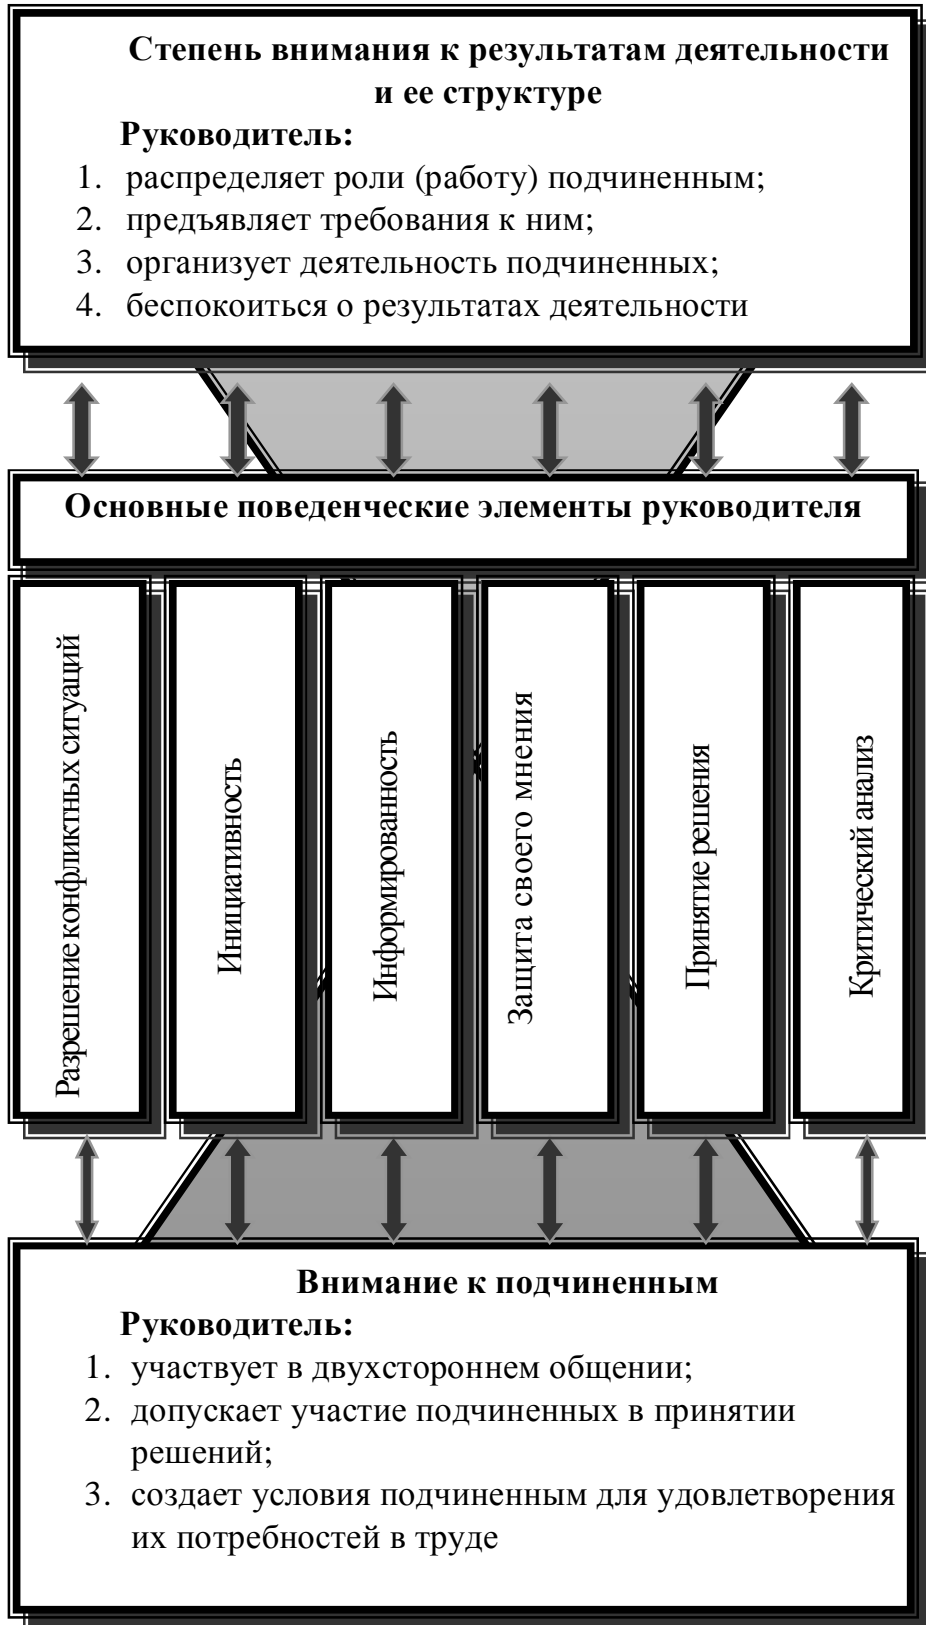 Степень внимания к результатам деятельности
и ее структуре
Руководитель:
1. распределяет роли (работу) подчиненным;
2. предъявляет требования к ним;
3. организует деятельность подчиненных;
4. беспокоиться о результатах деятельности
Основные поведенческие элементы руководителя
Разрешение конфликтных ситуаций
Инициативность
Информированность
Защита своего мнения
Принятие решения
Критический анализ
Внимание к подчиненным
Руководитель:
1. участвует в двухстороннем общении;
2. допускает участие подчиненных в принятии
решений;
3. создает условия подчиненным для удовлетворения
их потребностей в труде